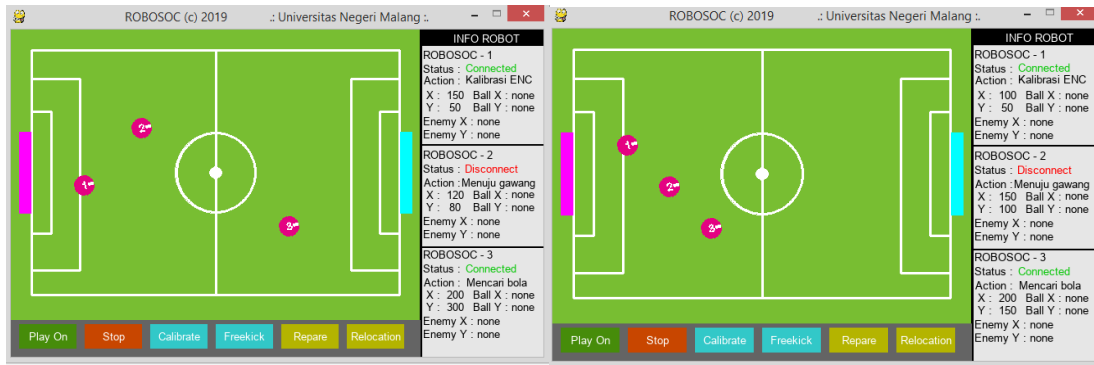 ROBOSOC (c) 2019 .: Universitas Negeri Malang :.
INFO ROBOT
ROBOSOC - 1
Status : Connected
Action : Kalibrasi ENC
X : 150 Ball X : none
Y : 50 Ball Y : none
Enemy X : none
Enemy Y : none
ROBOSOC - 2
Status : Disconnect
Action :Menuju gawang
X : 120 Ball X : none
Y : 80 Ball Y : none
Enemy X : none
Enemy Y : none
ROBOSOC - 3
Status : Connected
Action : Mencari bola
X : 200 Ball X : none
Y : 300 Ball Y : none
Enemy X : none
Enemy Y : none
2
1
3
Play On Stop Calibrate Freekick Repare Relocation
ROBOSOC (c) 2019 .: Universitas Negeri Malang :.
INFO ROBOT
ROBOSOC - 1
Status : Connected
Action : Kalibrasi ENC
X : 100 Ball X : none
Y : 50 Ball Y : none
Enemy X : none
Enemy Y : none
ROBOSOC - 2
Status : Disconnect
Action :Menuju gawang
X : 150 Ball X : none
Y : 100 Ball Y : none
Enemy X : none
Enemy Y : none
ROBOSOC - 3
Status : Connected
Action : Mencari bola
X : 200 Ball X : none
Y : 150 Ball Y : none
Enemy X : none
Enemy Y : none
1
2
3
Play On Stop Calibrate Freekick Repare Relocation